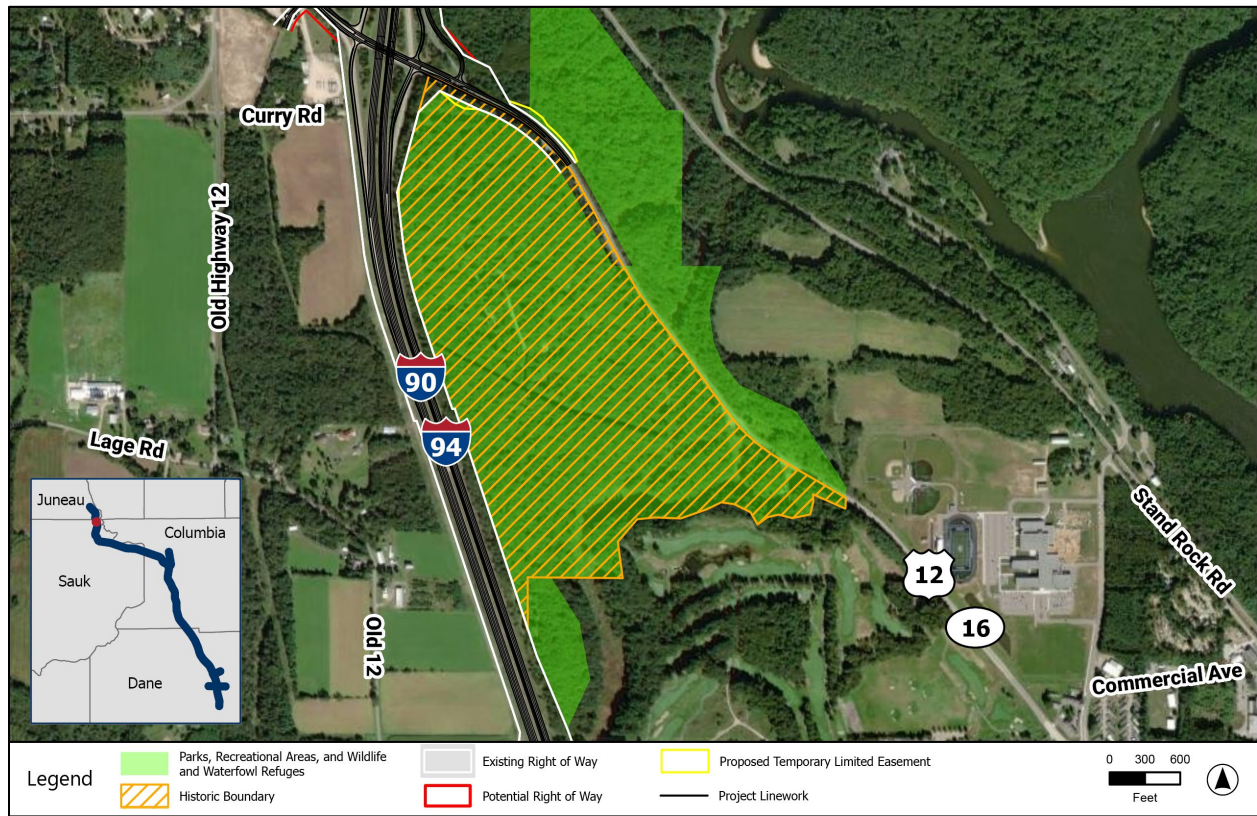 Curry Rd
Old Highway 12
90
94
Lage Rd
Juneau
Columbia
Sauk
Dane
Old 12
12
16
Stand Rock Rd
Commercial Ave
Legend
Parks, Recreational Areas, and Wildlife
and Waterfowl Refuges
Historic Boundary
Existing Right of Way
Potential Right of Way
Proposed Temporary Limited Easement
Project Linework
0 300 600
Feet